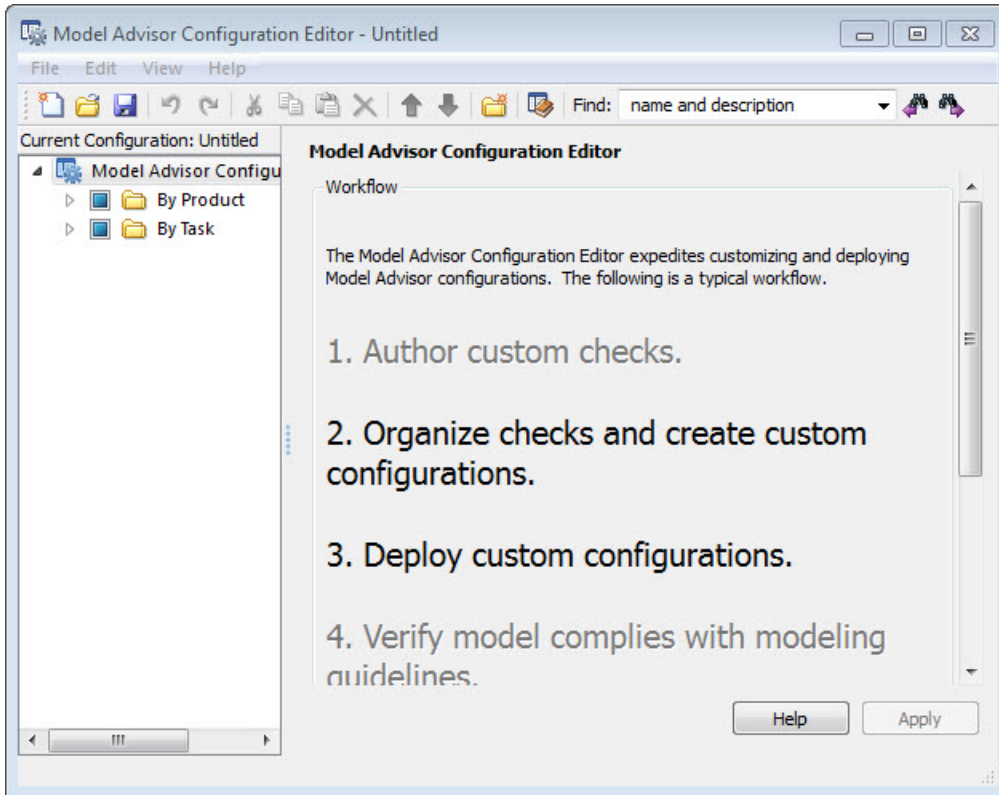 Model Advisor Configuration Editor - Untitled
File Edit View Help
Find: name and description
Current Configuration: Untitled
Model Advisor Configu
By Product
By Task
Model Advisor Configuration Editor
Workflow
The Model Advisor Configuration Editor expedites customizing and deploying
Model Advisor configurations. The following is a typical workflow.
1. Author custom checks.
2. Organize checks and create custom
configurations.
3. Deploy custom configurations.
4. Verify model complies with modeling
guidelines.
Help Apply